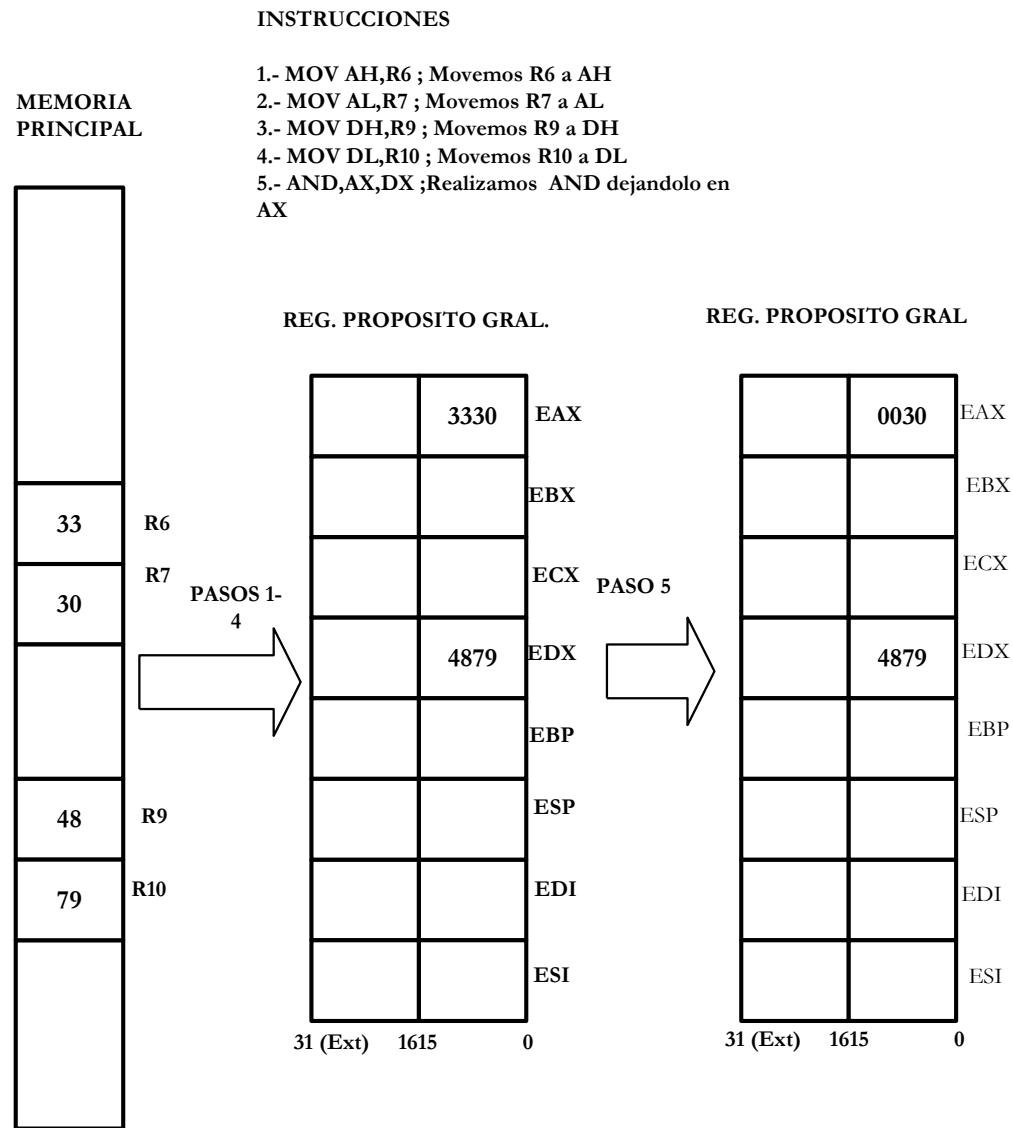 INSTRUCCIONES
1.- MOV AH,R6 ; Movemos R6 a AH
2.- MOV AL,R7 ; Movemos R7 a AL
3.- MOV DH,R9 ; Movemos R9 a DH
4.- MOV DL,R10 ; Movemos R10 a DL
5.- AND,AX,DX ;Realizamos AND dejandolo en
AX
MEMORIA
PRINCIPAL
33 R6
30 R7
48 R9
79 R10
PASOS 1-
4
REG. PROPOSITO GRAL.
3330 EAX
EBX
ECX
4879 EDX
EBP
ESP
EDI
ESI
31 (Ext) 1615 0
PASO 5
REG. PROPOSITO GRAL
0030 EAX
EBX
ECX
4879 EDX
EBP
ESP
EDI
ESI
31 (Ext) 1615 0